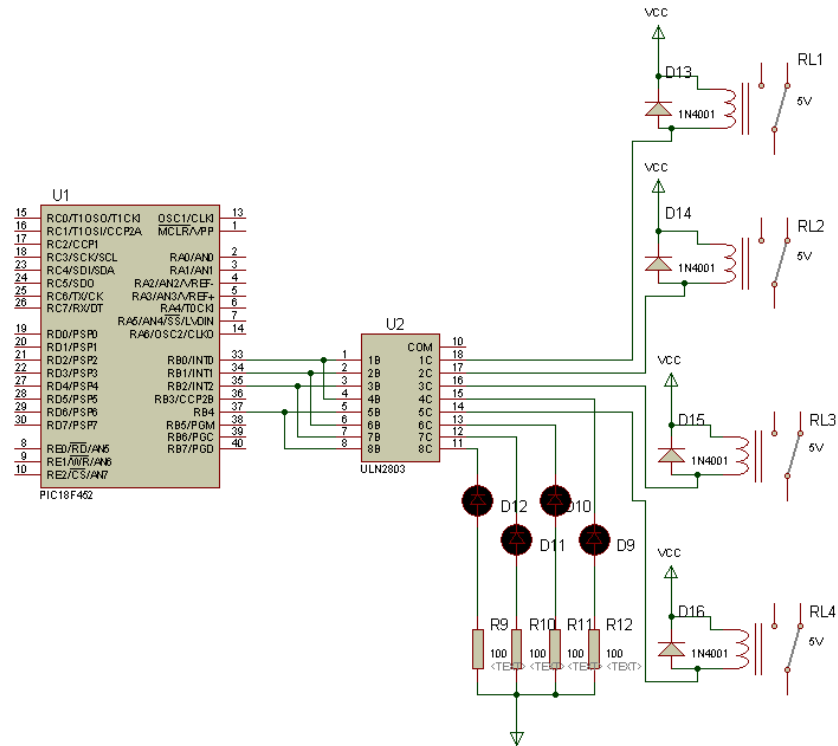 VCC
RL1
D13
1N4001
5V
VCC
RL2
D14
1N4001
5V
U1
15 RC0/T1OSO/T1CKI OSC1/CLKI 13
16 RC1/T1OSI/CCP2A MCLR/VPP 1
17 RC2/CCP1
18 RC3/SCK/SCL RA0/AN0 2
23 RC4/SDI/SDA RA1/AN1 3
24 RC5/SDO RA2/AN2/VREF- 4
25 RC6/TX/CK RA3/AN3/VREF+ 5
26 RC7/RX/DT RA4/T0CKI 6
RA5/AN4/SS/LVDIN 7
19 RD0/PSP0 RA6/OSC2/CLKO 14
20 RD1/PSP1
21 RD2/PSP2 RB0/INT0 33
22 RD3/PSP3 RB1/INT1 34
27 RD4/PSP4 RB2/INT2 35
28 RD5/PSP5 RB3/CCP2B 36
29 RD6/PSP6 RB4 37
30 RD7/PSP7 RB5/PGM 38
RB6/PGC 39
8 RE0/RD/AN5 RB7/PGD 40
9 RE1/WR/AN6
10 RE2/CS/AN7
PIC18F452
U2
COM 10
1 1B 1C 18
2 2B 2C 17
3 3B 3C 16
4 4B 4C 15
5 5B 5C 14
6 6B 6C 13
7 7B 7C 12
8 8B 8C 11
ULN2803
VCC
RL3
D15
1N4001
5V
D12
D10
D11
D9
VCC
RL4
D16
1N4001
5V
R9 R10 R11 R12
100 100 100 100
<TEXT> <TEXT> <TEXT> <TEXT>